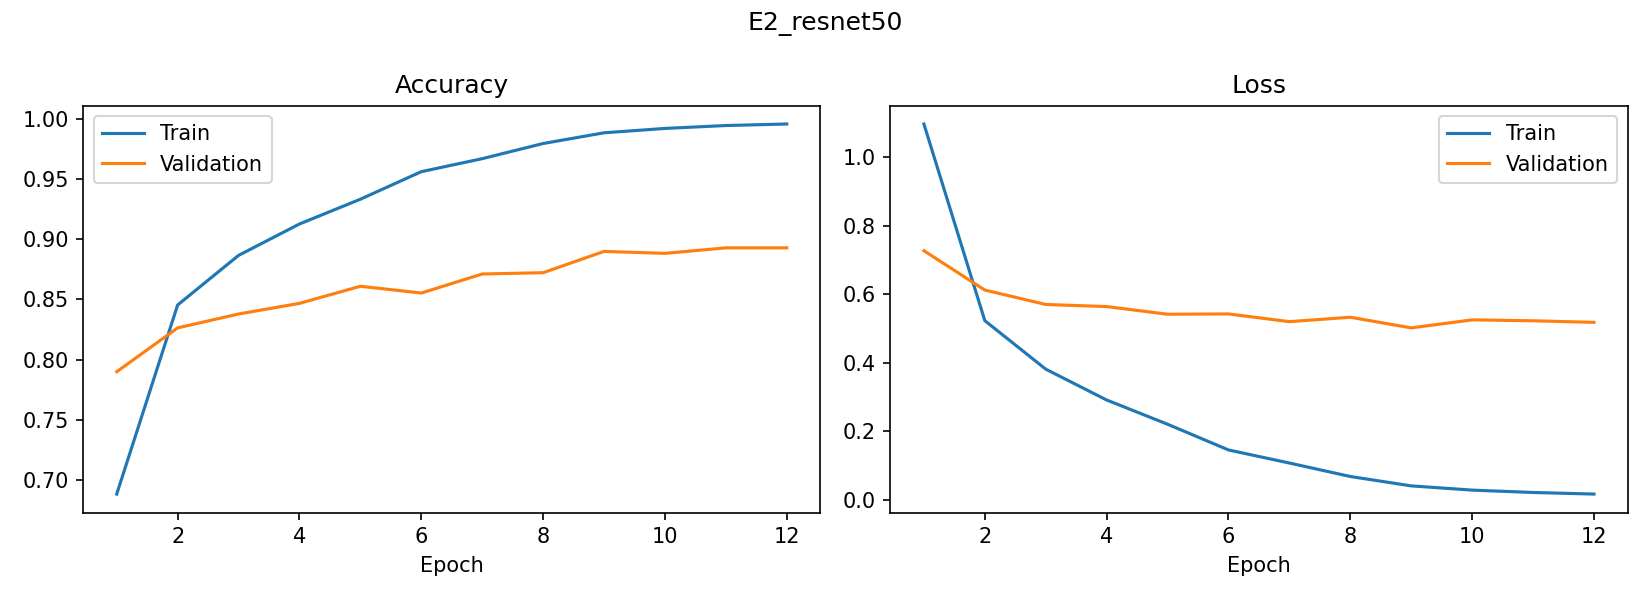 E2_resnet50
Accuracy
1.00
0.95
0.90
0.85
0.80
0.75
0.70
Train
Validation
2 4 6 8 10 12
Epoch
Loss
1.0
0.8
0.6
0.4
0.2
0.0
Train
Validation
2 4 6 8 10 12
Epoch